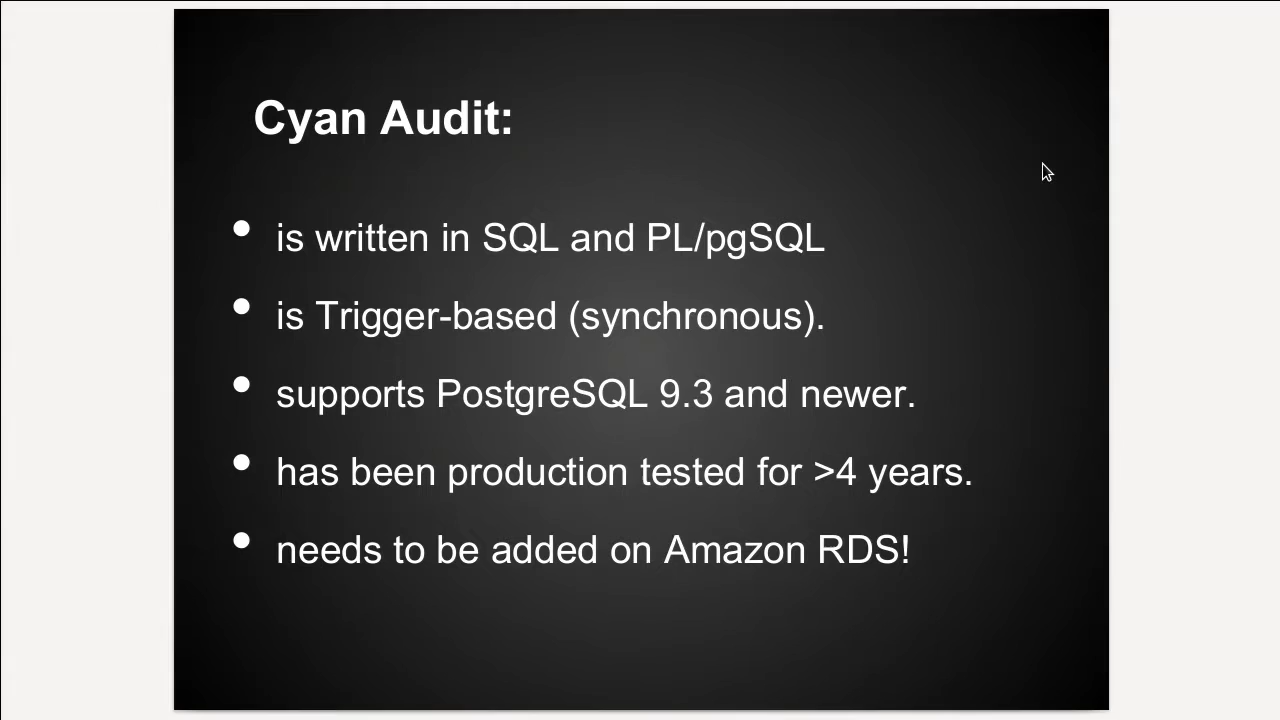 Cyan Audit:
• is written in SQL and PL/pgSQL
• is Trigger-based (synchronous).
• supports PostgreSQL 9.3 and newer.
• has been production tested for >4 years.
• needs to be added on Amazon RDS!